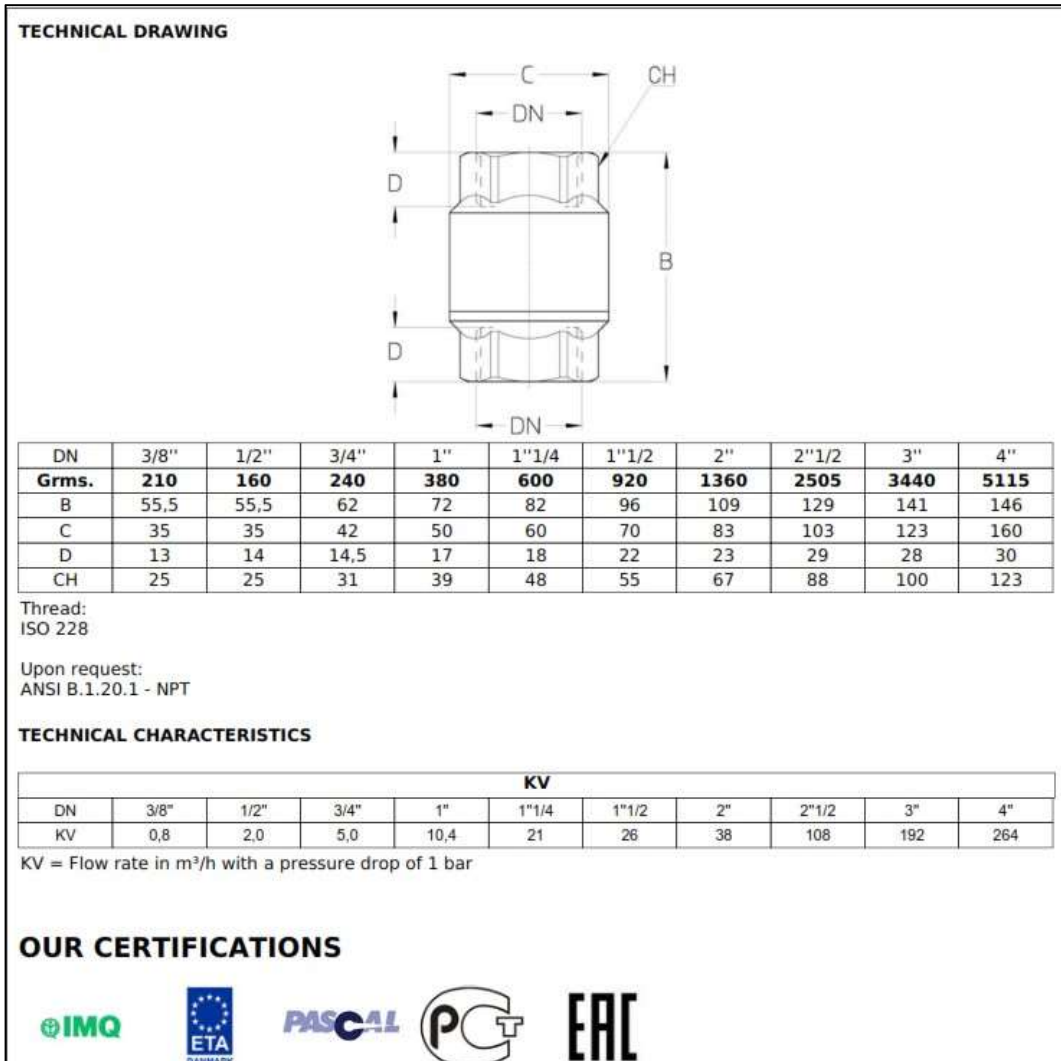 TECHNICAL DRAWING
C
CH
DN
D
B
D
DN
DN 3/8'' 1/2'' 3/4'' 1'' 1''1/4 1''1/2 2'' 2''1/2 3'' 4''
Grms. 210 160 240 380 600 920 1360 2505 3440 5115
B 55,5 55,5 62 72 82 96 109 129 141 146
C 35 35 42 50 60 70 83 103 123 160
D 13 14 14,5 17 18 22 23 29 28 30
CH 25 25 31 39 48 55 67 88 100 123
Thread:
ISO 228
Upon request:
ANSI B.1.20.1 - NPT
TECHNICAL CHARACTERISTICS
KV
DN 3/8" 1/2" 3/4" 1" 1"1/4 1"1/2 2" 2"1/2 3" 4"
KV 0,8 2,0 5,0 10,4 21 26 38 108 192 264
KV = Flow rate in m³/h with a pressure drop of 1 bar
OUR CERTIFICATIONS
IMQ
ETA
DANMARK
PASCAL
PCT
EAC